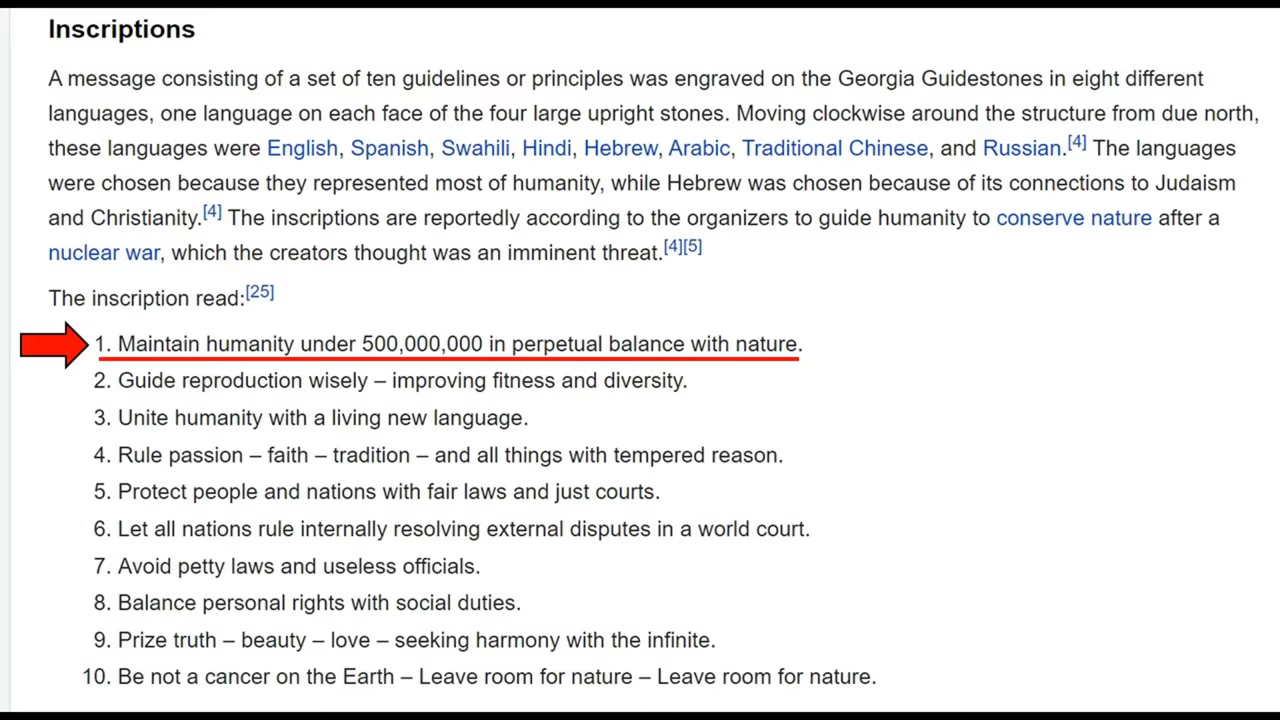 Inscriptions
A message consisting of a set of ten guidelines or principles was engraved on the Georgia Guidestones in eight different
languages, one language on each face of the four large upright stones. Moving clockwise around the structure from due north,
these languages were English, Spanish, Swahili, Hindi, Hebrew, Arabic, Traditional Chinese, and Russian.[4] The languages
were chosen because they represented most of humanity, while Hebrew was chosen because of its connections to Judaism
and Christianity.[4] The inscriptions are reportedly according to the organizers to guide humanity to conserve nature after a
nuclear war, which the creators thought was an imminent threat.[4][5]
The inscription read:[25]
1. Maintain humanity under 500,000,000 in perpetual balance with nature.
2. Guide reproduction wisely – improving fitness and diversity.
3. Unite humanity with a living new language.
4. Rule passion – faith – tradition – and all things with tempered reason.
5. Protect people and nations with fair laws and just courts.
6. Let all nations rule internally resolving external disputes in a world court.
7. Avoid petty laws and useless officials.
8. Balance personal rights with social duties.
9. Prize truth – beauty – love – seeking harmony with the infinite.
10. Be not a cancer on the Earth – Leave room for nature – Leave room for nature.